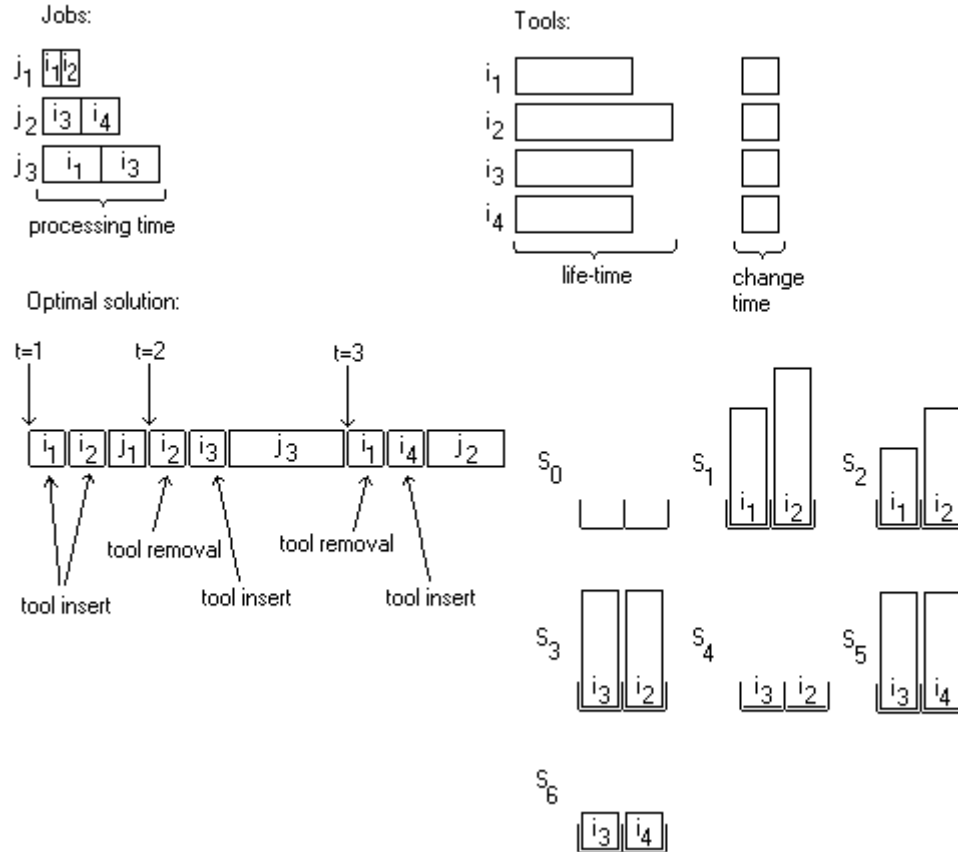 Jobs:
j1 i1 i2
j2 i3 i4
j3 i1 i3
processing time
Tools:
i1
i2
i3
i4
life-time
change
time
Optimal solution:
t=1 t=2 t=3
i1 i2 j1 i2 i3 j3 i1 i4 j2
tool removal tool removal
tool insert tool insert tool insert
S0
S1 i1 i2
S2 i1 i2
S3 i3 i2
S4 i3 i2
S5 i3 i4
S6 i3 i4